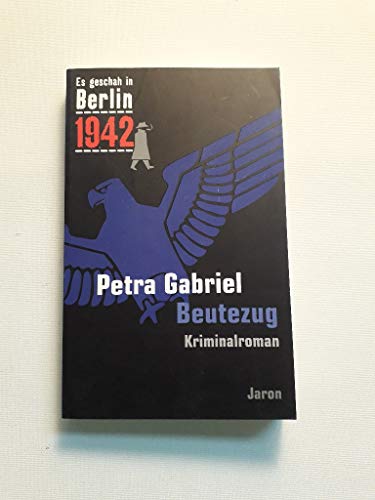 Es geschah in
Berlin
1942
Petra Gabriel
Beutezug
Kriminalroman
Jaron